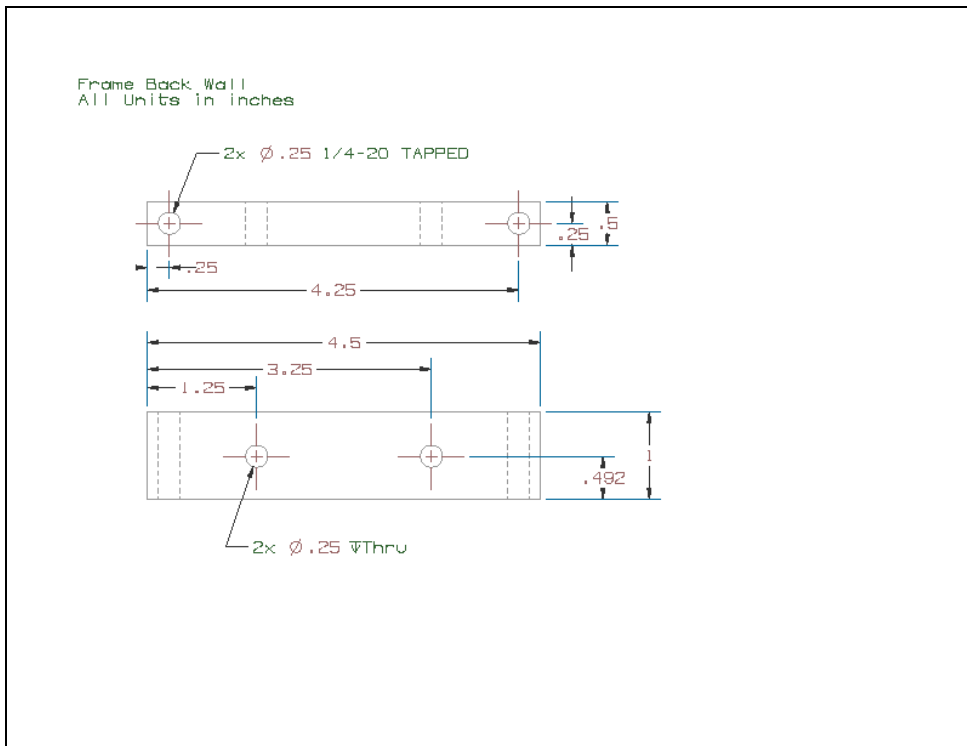 Frame Back Wall
All Units in inches
2x Ø.25 1/4-20 TAPPED
.25
.5
.25
4.25
4.5
3.25
1.25
1
.492
2x Ø.25 ↧Thru